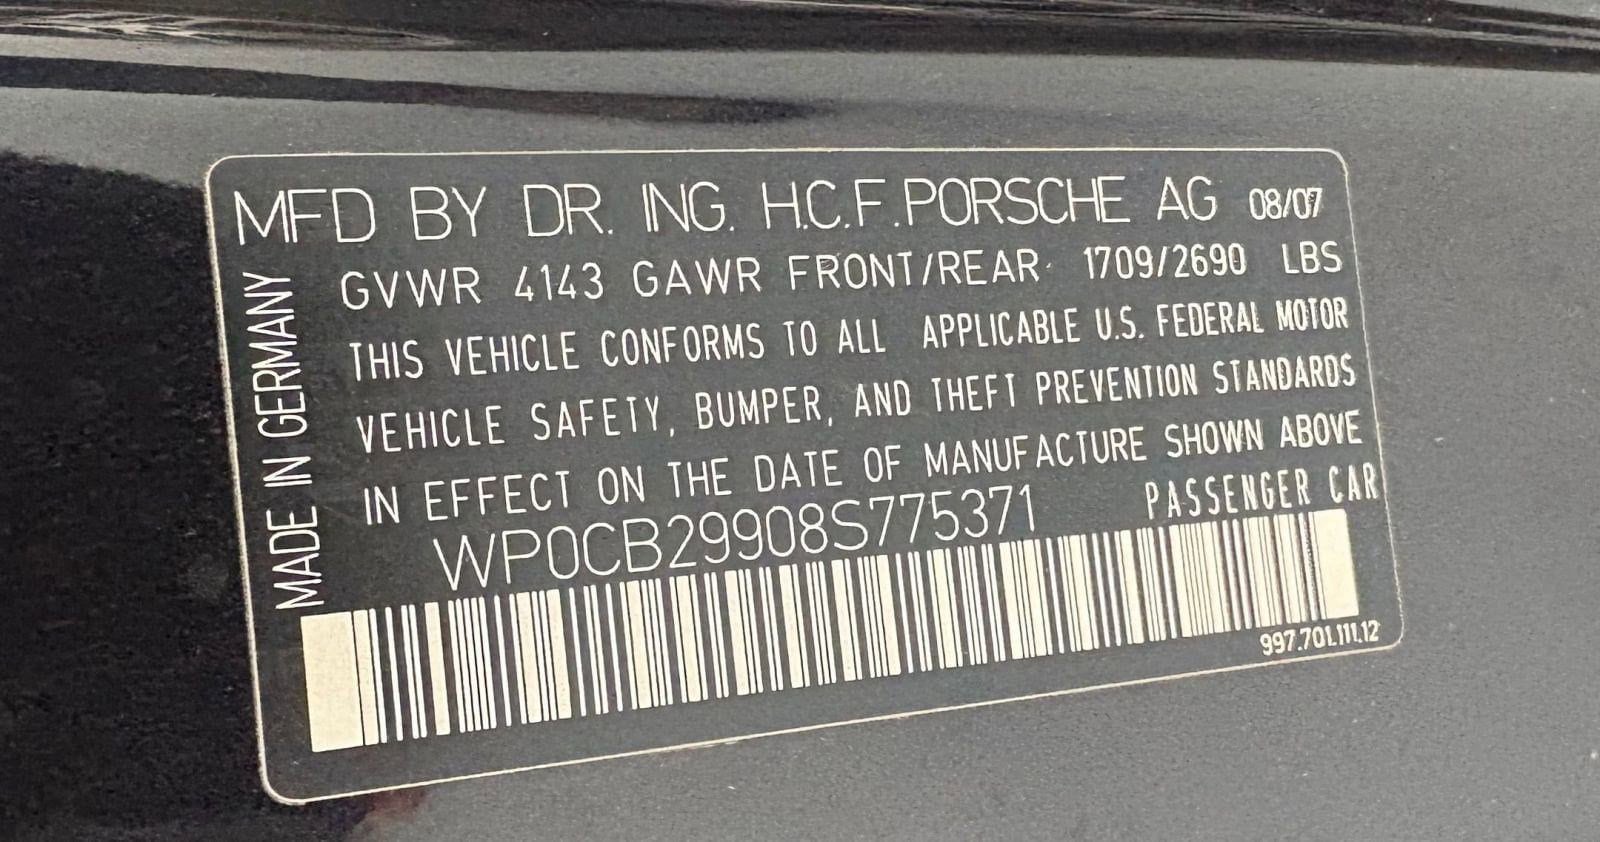 MFD BY DR. ING. H.C.F.PORSCHE AG 08/07
GVWR 4143 GAWR FRONT/REAR 1709/2690 LBS
THIS VEHICLE CONFORMS TO ALL APPLICABLE U.S. FEDERAL MOTOR
VEHICLE SAFETY, BUMPER, AND THEFT PREVENTION STANDARDS
IN EFFECT ON THE DATE OF MANUFACTURE SHOWN ABOVE
WP0CB29908S775371 PASSENGER CAR
997.701.111.12
MADE IN GERMANY